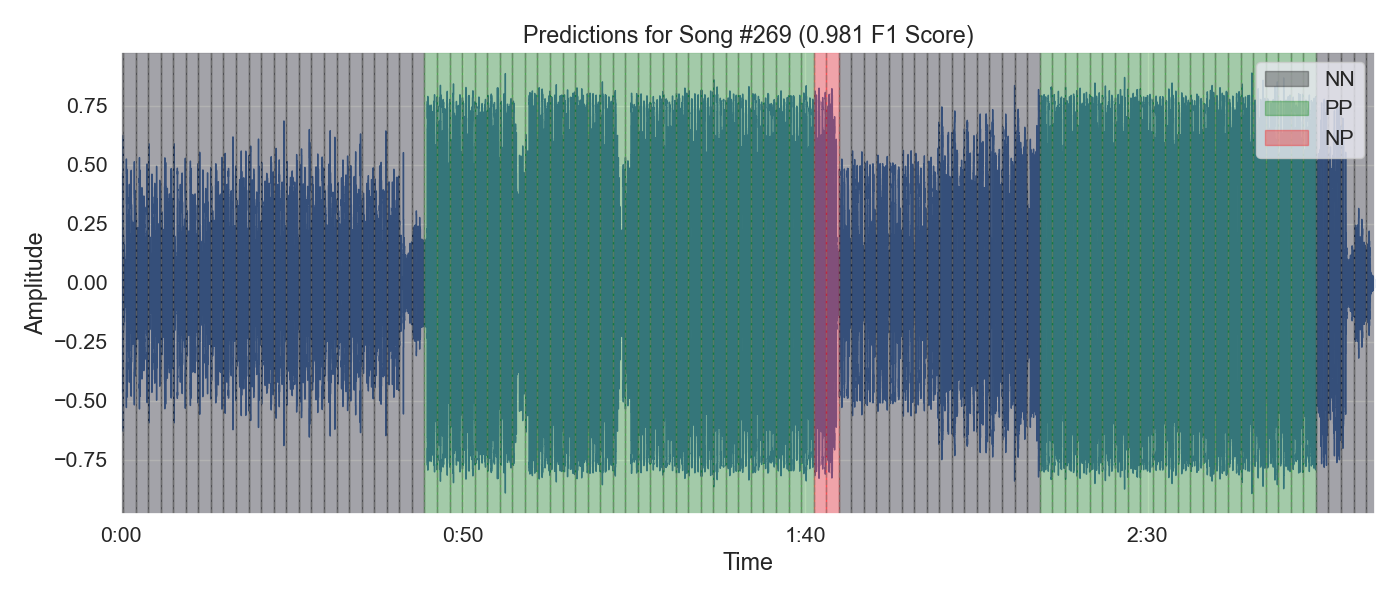 Predictions for Song #269 (0.981 F1 Score)
NN
PP
NP
Amplitude
0.75
0.50
0.25
0.00
−0.25
−0.50
−0.75
0:00
0:50
1:40
2:30
Time